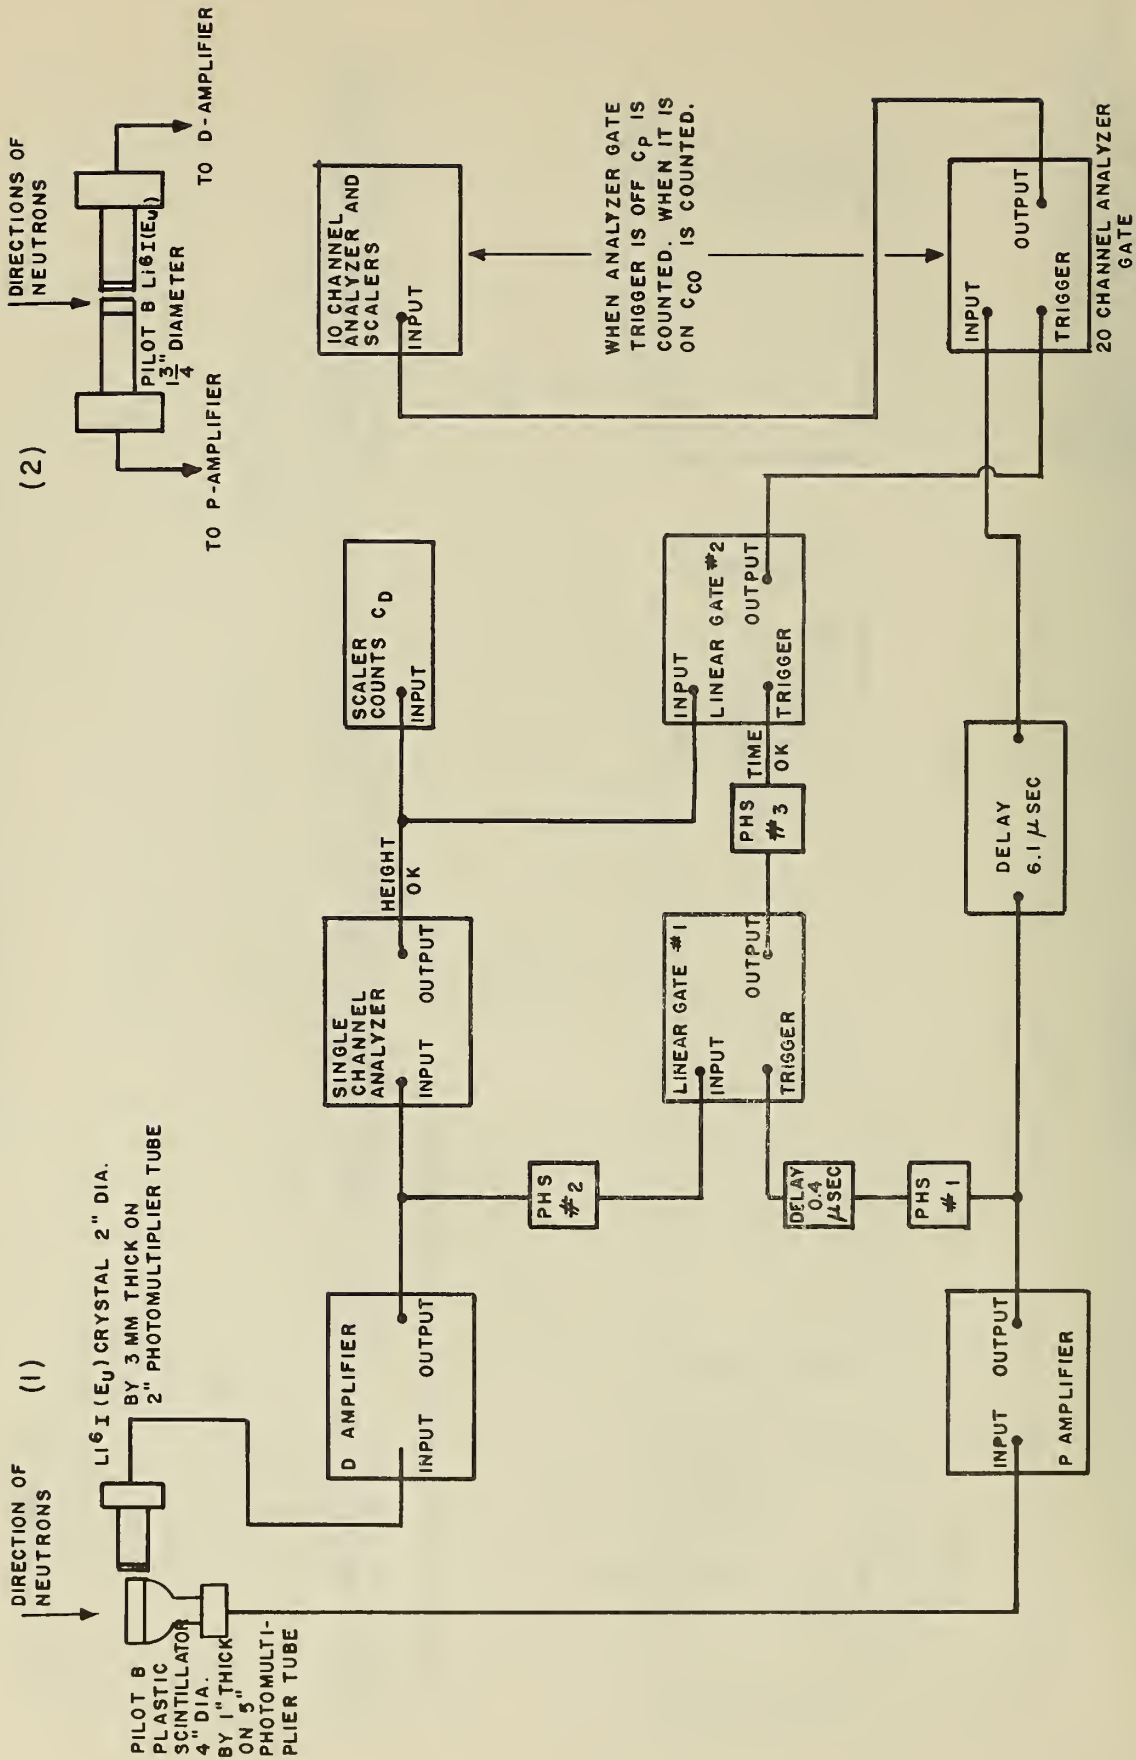 (1)
DIRECTION OF
NEUTRONS
PILOT B
PLASTIC
SCINTILLATOR
4" DIA.
BY 1" THICK
ON 5"
PHOTOMULTI-
PLIER TUBE
LI⁶I (Eᵤ) CRYSTAL 2" DIA.
BY 3 MM THICK ON
2" PHOTOMULTIPLIER TUBE
(2)
DIRECTIONS OF
NEUTRONS
PILOT B LI⁶I(Eᵤ)
1 3/4" DIAMETER
TO P-AMPLIFIER
TO D-AMPLIFIER
D AMPLIFIER
INPUT OUTPUT
SINGLE
CHANNEL
ANALYZER
INPUT OUTPUT
HEIGHT
OK
SCALER
COUNTS C_D
INPUT
10 CHANNEL
ANALYZER AND
SCALERS
INPUT
PHS
#2
LINEAR GATE #1
INPUT
OUTPUT
TRIGGER
PHS
#3
TIME
OK
INPUT
LINEAR GATE #2
OUTPUT
TRIGGER
WHEN ANALYZER GATE
TRIGGER IS OFF C_P IS
COUNTED. WHEN IT IS
ON C_CO IS COUNTED.
DELAY
0.4
μSEC
PHS
#1
INPUT OUTPUT
P AMPLIFIER
DELAY
6.1 μSEC
INPUT
OUTPUT
TRIGGER
20 CHANNEL ANALYZER
GATE